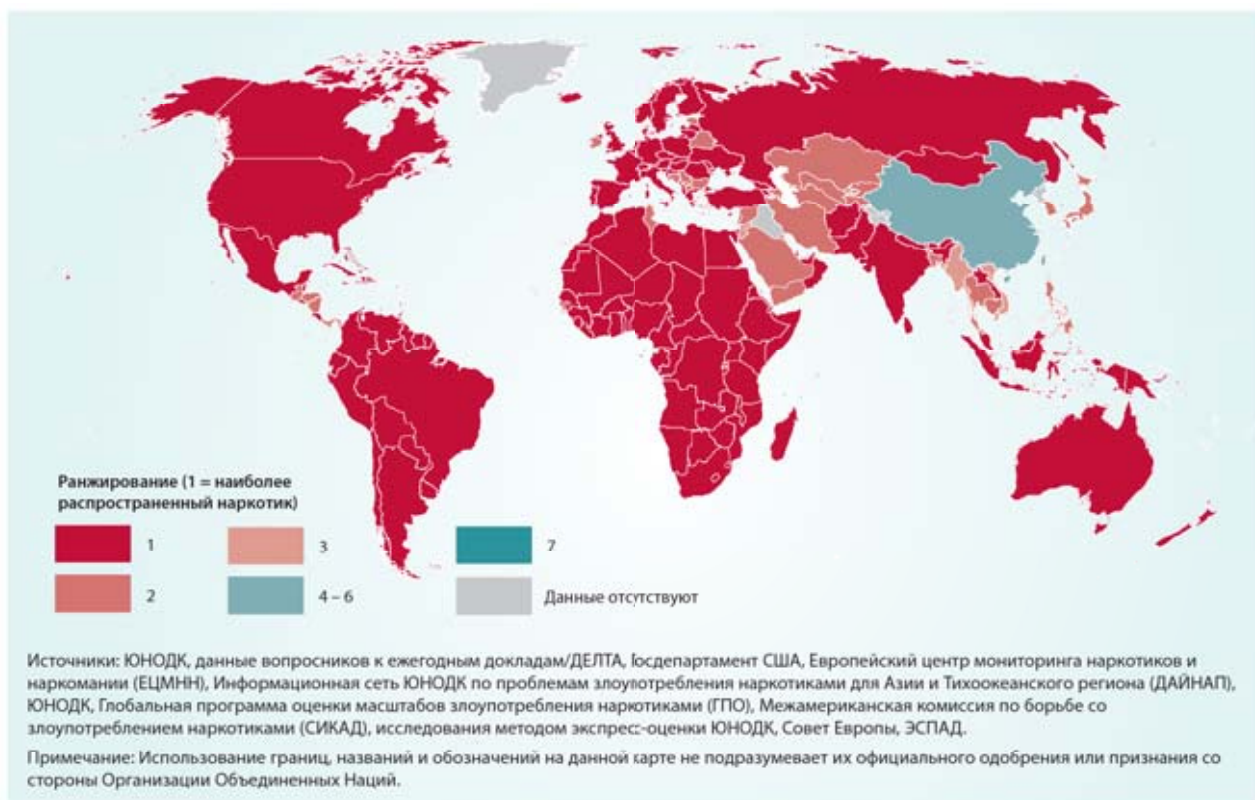 Ранжирование (1 = наиболее
распространенный наркотик)
1
3
7
2
4 – 6
Данные отсутствуют
Источники: ЮНОДК, данные вопросников к ежегодным докладам/ДЕЛТА, Госдепартамент США, Европейский центр мониторинга наркотиков и
наркомании (ЕЦМНН), Информационная сеть ЮНОДК по проблемам злоупотребления наркотиками для Азии и Тихоокеанского региона (ДАЙНАП),
ЮНОДК, Глобальная программа оценки масштабов злоупотребления наркотиками (ГПО), Межамериканская комиссия по борьбе со
злоупотреблением наркотиками (СИКАД), исследования методом экспресс-оценки ЮНОДК, Совет Европы, ЭСПАД.
Примечание: Использование границ, названий и обозначений на данной карте не подразумевает их официального одобрения или признания со
стороны Организации Объединенных Наций.